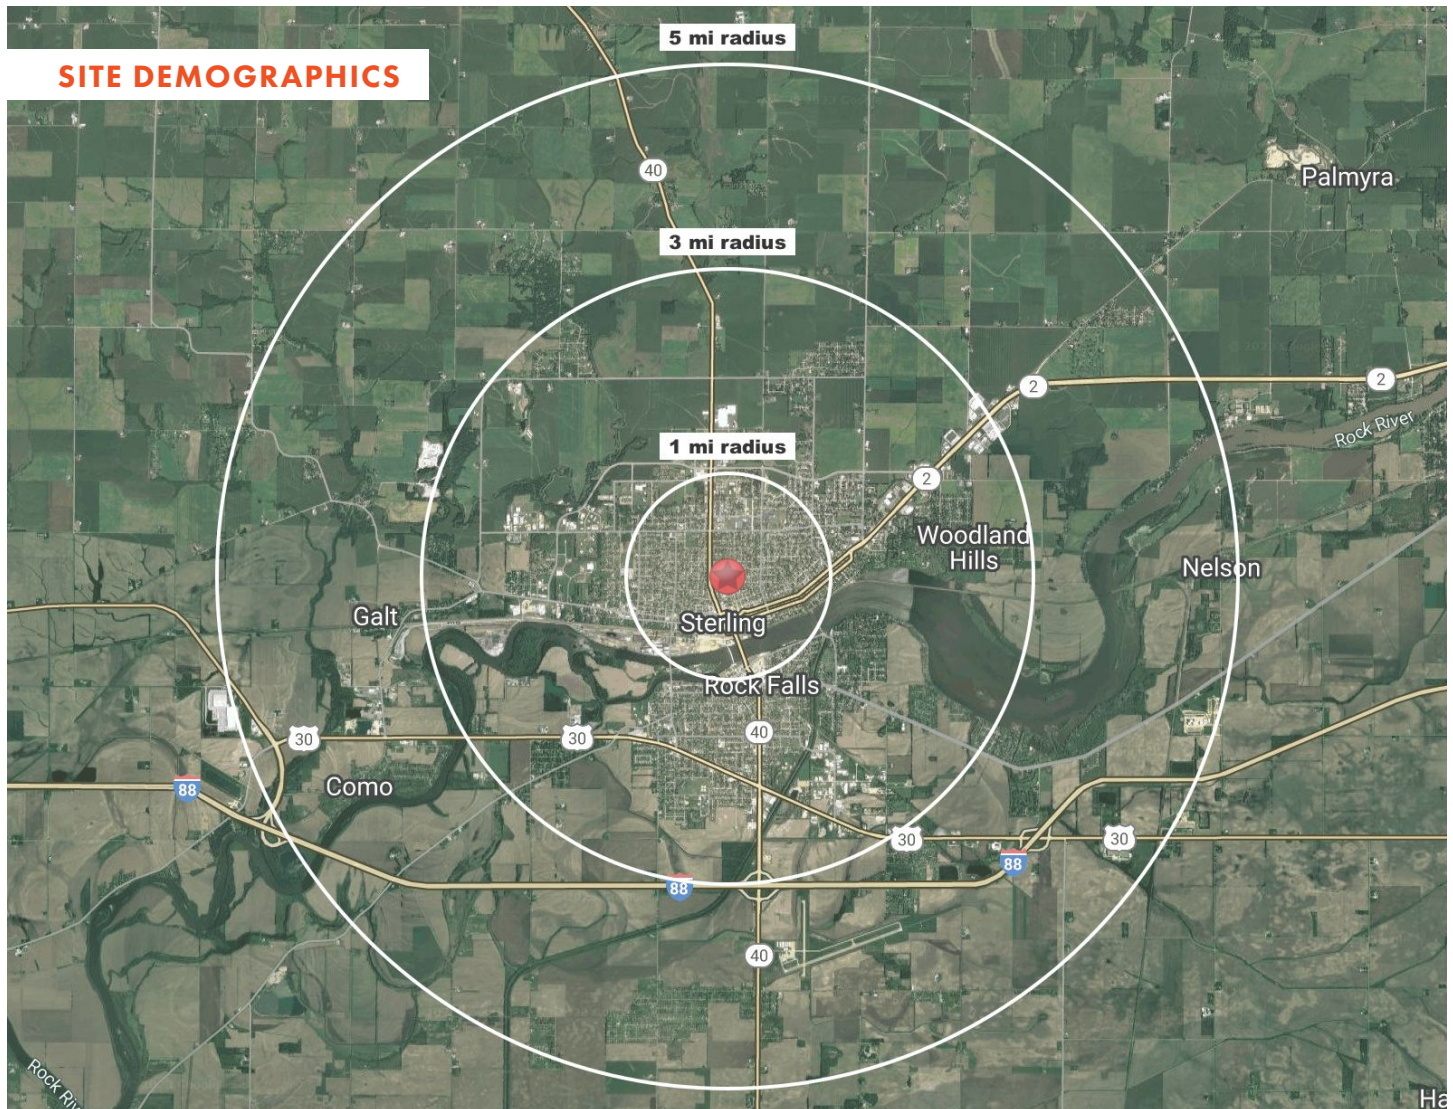 5 mi radius
SITE DEMOGRAPHICS
40
Palmyra
3 mi radius
2
2
Rock River
1 mi radius
2
Woodland
Hills
Nelson
Galt
Sterling
Rock Falls
40
30
30
Como
88
30
30
88
88
40
Rock Riv
Ha